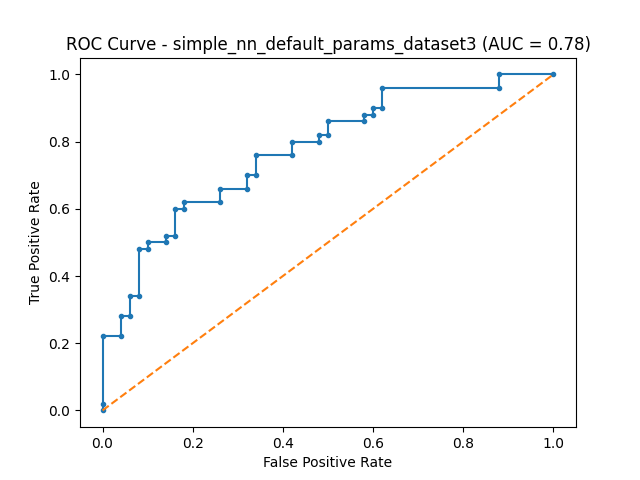 ROC Curve - simple_nn_default_params_dataset3 (AUC = 0.78)
1.0
0.8
0.6
0.4
0.2
0.0
True Positive Rate
0.0 0.2 0.4 0.6 0.8 1.0
False Positive Rate